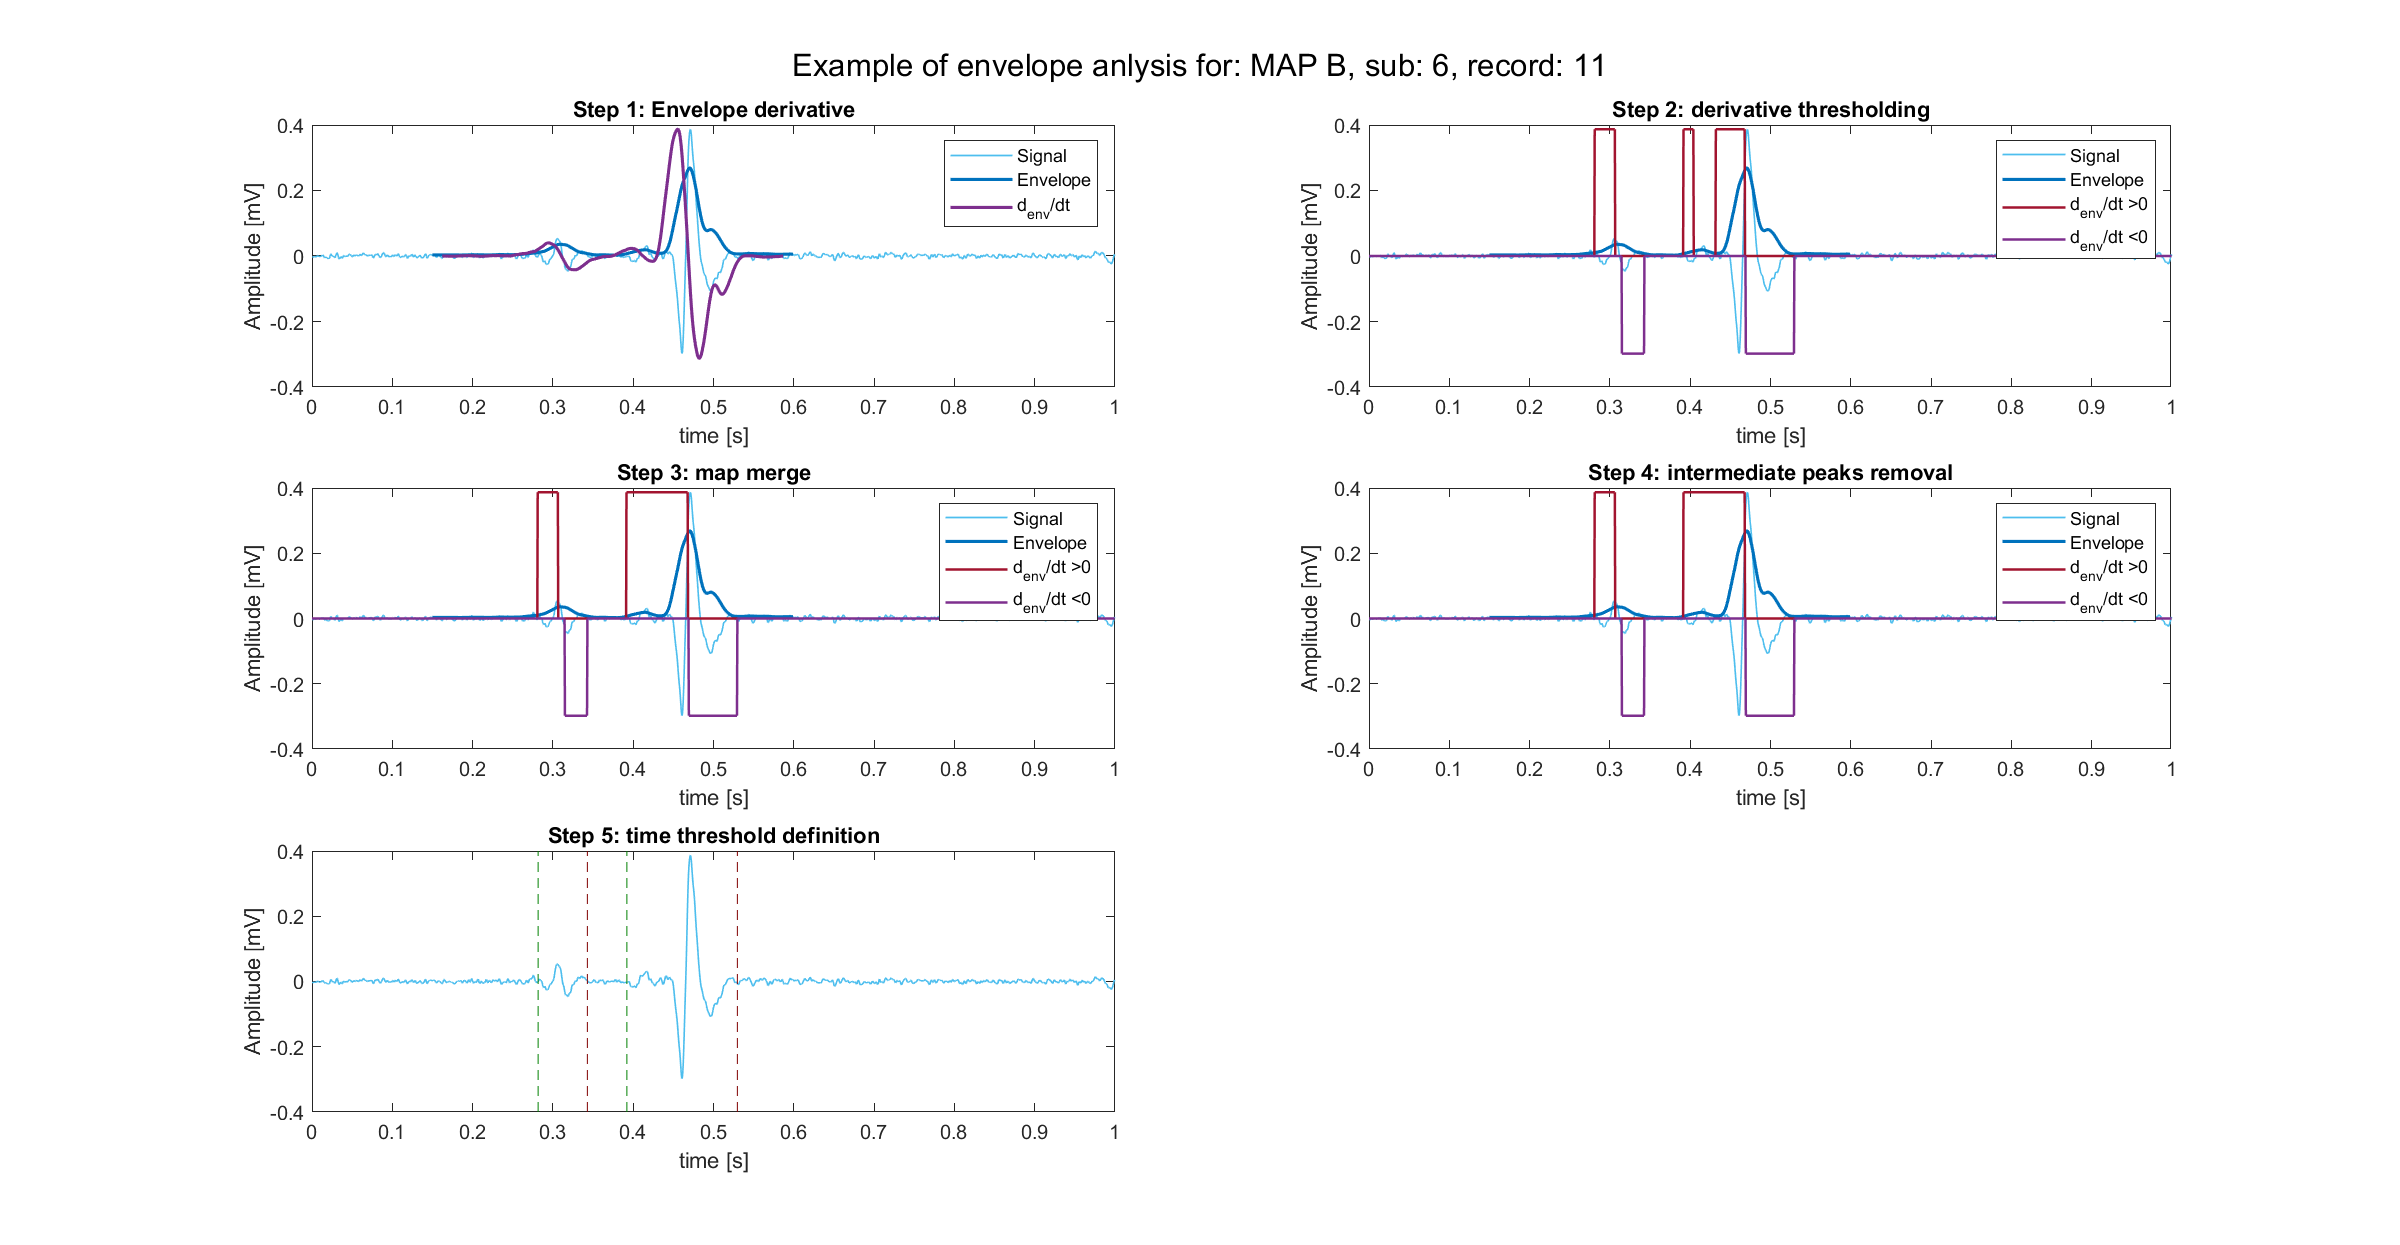 Example of envelope anlysis for: MAP B, sub: 6, record: 11
Step 1: Envelope derivative
0.4
0.2
0
-0.2
-0.4
Amplitude [mV]
0 0.1 0.2 0.3 0.4 0.5 0.6 0.7 0.8 0.9 1
time [s]
Signal
Envelope
d_env/dt
Step 2: derivative thresholding
0.4
0.2
0
-0.2
-0.4
Amplitude [mV]
0 0.1 0.2 0.3 0.4 0.5 0.6 0.7 0.8 0.9 1
time [s]
Signal
Envelope
d_env/dt >0
d_env/dt <0
Step 3: map merge
0.4
0.2
0
-0.2
-0.4
Amplitude [mV]
0 0.1 0.2 0.3 0.4 0.5 0.6 0.7 0.8 0.9 1
time [s]
Signal
Envelope
d_env/dt >0
d_env/dt <0
Step 4: intermediate peaks removal
0.4
0.2
0
-0.2
-0.4
Amplitude [mV]
0 0.1 0.2 0.3 0.4 0.5 0.6 0.7 0.8 0.9 1
time [s]
Signal
Envelope
d_env/dt >0
d_env/dt <0
Step 5: time threshold definition
0.4
0.2
0
-0.2
-0.4
Amplitude [mV]
0 0.1 0.2 0.3 0.4 0.5 0.6 0.7 0.8 0.9 1
time [s]